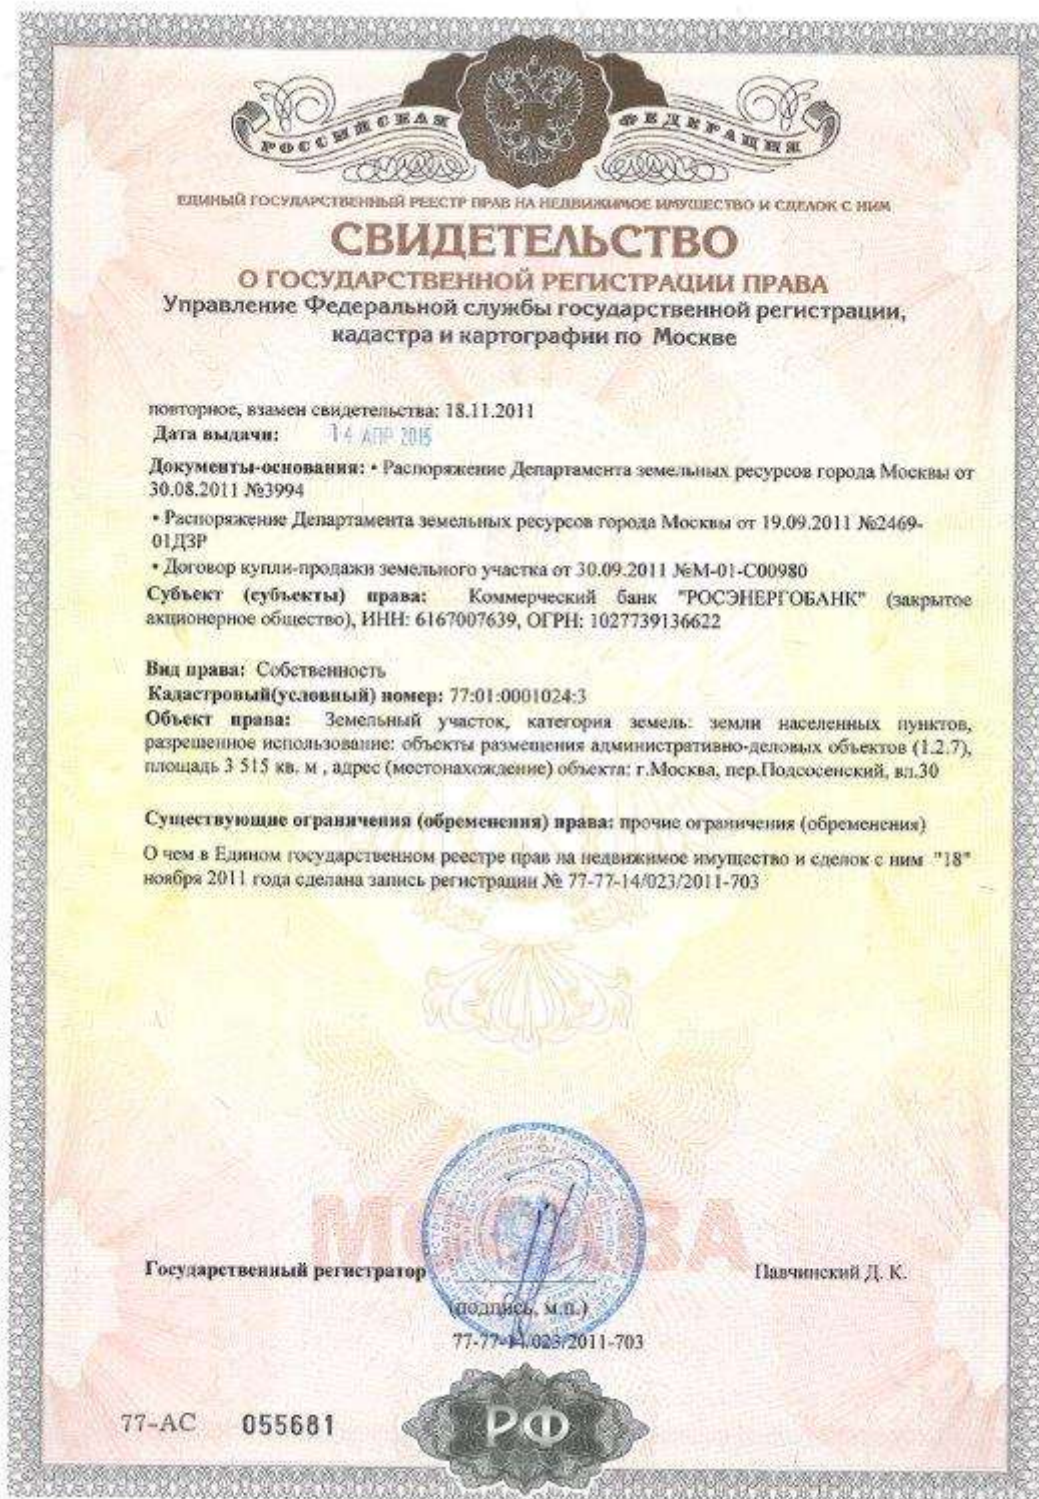 РОССИЙСКАЯ ФЕДЕРАЦИЯ
ЕДИНЫЙ ГОСУДАРСТВЕННЫЙ РЕЕСТР ПРАВ НА НЕДВИЖИМОЕ ИМУЩЕСТВО И СДЕЛОК С НИМ
СВИДЕТЕЛЬСТВО
О ГОСУДАРСТВЕННОЙ РЕГИСТРАЦИИ ПРАВА
Управление Федеральной службы государственной регистрации,
кадастра и картографии по Москве
повторное, взамен свидетельства: 18.11.2011
Дата выдачи: 14 АПР 2015
Документы-основания: • Распоряжение Департамента земельных ресурсов города Москвы от
30.08.2011 №3994
• Распоряжение Департамента земельных ресурсов города Москвы от 19.09.2011 №2469-
01ДЗР
• Договор купли-продажи земельного участка от 30.09.2011 №М-01-С00980
Субъект (субъекты) права: Коммерческий банк "РОСЭНЕРГОБАНК" (закрытое
акционерное общество), ИНН: 6167007639, ОГРН: 1027739136622
Вид права: Собственность
Кадастровый(условный) номер: 77:01:0001024:3
Объект права: Земельный участок, категория земель: земли населенных пунктов,
разрешенное использование: объекты размещения административно-деловых объектов (1.2.7),
площадь 3 515 кв. м , адрес (местонахождение) объекта: г.Москва, пер.Подсосенский, вл.30
Существующие ограничения (обременения) права: прочие ограничения (обременения)
О чем в Едином государственном реестре прав на недвижимое имущество и сделок с ним "18"
ноября 2011 года сделана запись регистрации № 77-77-14/023/2011-703
МОСКВА
Государственный регистратор Павчинский Д. К.
(подпись, м.п.)
77-77-14/023/2011-703
77-АС 055681
РФ